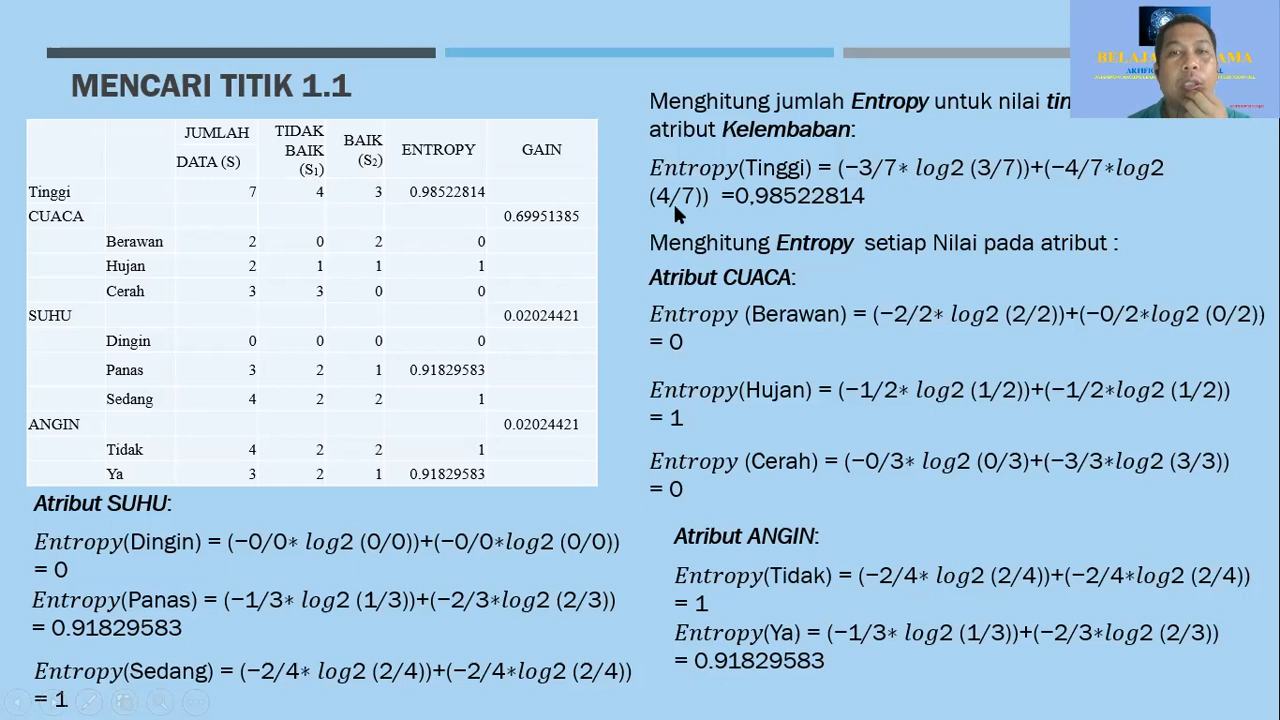 MENCARI TITIK 1.1
JUMLAH DATA (S) TIDAK BAIK (S1) BAIK (S2) ENTROPY GAIN
Tinggi 7 4 3 0.98522814
CUACA 0.69951385
Berawan 2 0 2 0
Hujan 2 1 1 1
Cerah 3 3 0 0
SUHU 0.02024421
Dingin 0 0 0 0
Panas 3 2 1 0.91829583
Sedang 4 2 2 1
ANGIN 0.02024421
Tidak 4 2 2 1
Ya 3 2 1 0.91829583
Atribut SUHU:
Entropy(Dingin) = (−0/0∗ log2 (0/0))+(−0/0∗log2 (0/0))
= 0
Entropy(Panas) = (−1/3∗ log2 (1/3))+(−2/3∗log2 (2/3))
= 0.91829583
Entropy(Sedang) = (−2/4∗ log2 (2/4))+(−2/4∗log2 (2/4))
= 1
Menghitung jumlah Entropy untuk nilai
atribut Kelembaban:
Entropy(Tinggi) = (−3/7∗ log2 (3/7))+(−4/7∗log2
(4/7)) =0,98522814
Menghitung Entropy setiap Nilai pada atribut :
Atribut CUACA:
Entropy (Berawan) = (−2/2∗ log2 (2/2))+(−0/2∗log2 (0/2))
= 0
Entropy(Hujan) = (−1/2∗ log2 (1/2))+(−1/2∗log2 (1/2))
= 1
Entropy (Cerah) = (−0/3∗ log2 (0/3)+(−3/3∗log2 (3/3))
= 0
Atribut ANGIN:
Entropy(Tidak) = (−2/4∗ log2 (2/4))+(−2/4∗log2 (2/4))
= 1
Entropy(Ya) = (−1/3∗ log2 (1/3))+(−2/3∗log2 (2/3))
= 0.91829583